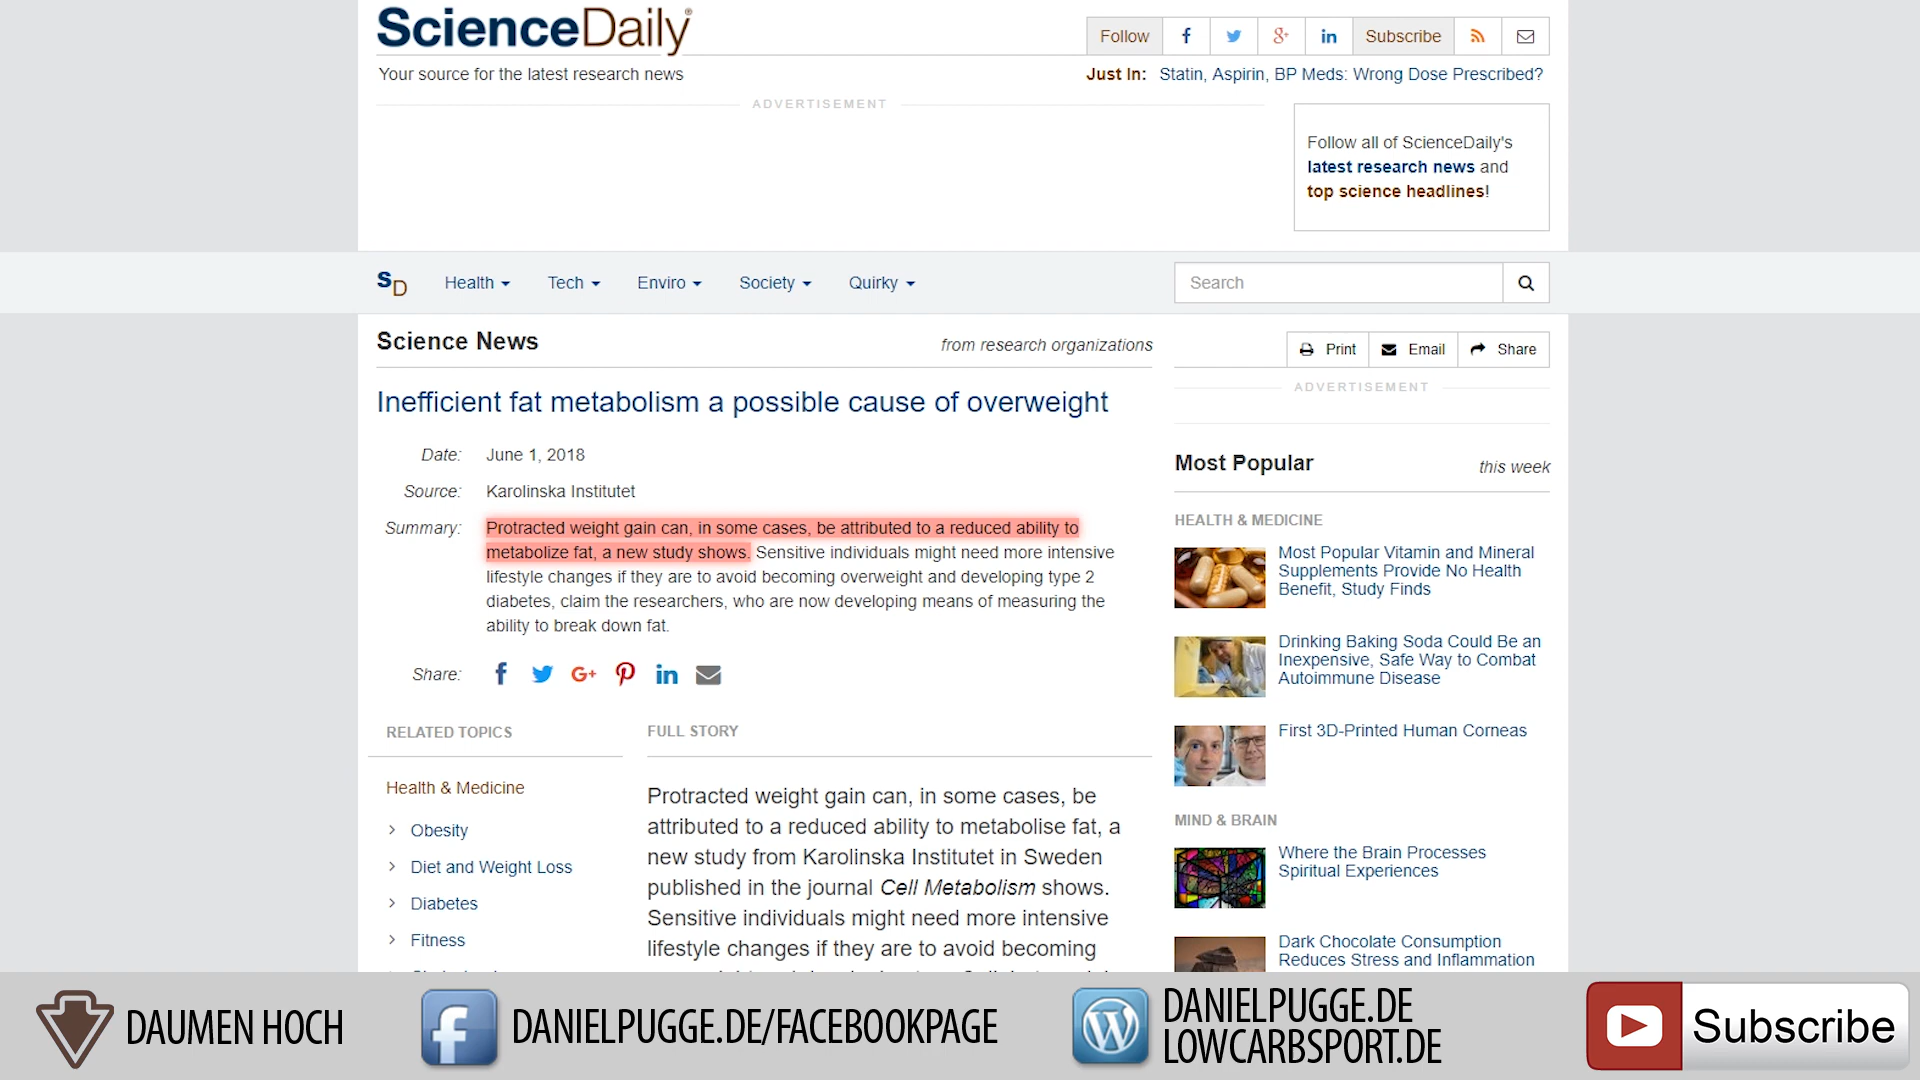 ScienceDaily®
Your source for the latest research news
Follow
Subscribe
Just In: Statin, Aspirin, BP Meds: Wrong Dose Prescribed?
ADVERTISEMENT
Follow all of ScienceDaily's
latest research news and
top science headlines!
SD
Health
Tech
Enviro
Society
Quirky
Search
Science News
from research organizations
Print
Email
Share
Inefficient fat metabolism a possible cause of overweight
Date: June 1, 2018
Source: Karolinska Institutet
Summary: Protracted weight gain can, in some cases, be attributed to a reduced ability to
metabolize fat, a new study shows. Sensitive individuals might need more intensive
lifestyle changes if they are to avoid becoming overweight and developing type 2
diabetes, claim the researchers, who are now developing means of measuring the
ability to break down fat.
Share:
RELATED TOPICS
Health & Medicine
Obesity
Diet and Weight Loss
Diabetes
Fitness
FULL STORY
Protracted weight gain can, in some cases, be
attributed to a reduced ability to metabolise fat, a
new study from Karolinska Institutet in Sweden
published in the journal Cell Metabolism shows.
Sensitive individuals might need more intensive
lifestyle changes if they are to avoid becoming
ADVERTISEMENT
Most Popular
this week
HEALTH & MEDICINE
Most Popular Vitamin and Mineral
Supplements Provide No Health
Benefit, Study Finds
Drinking Baking Soda Could Be an
Inexpensive, Safe Way to Combat
Autoimmune Disease
First 3D-Printed Human Corneas
MIND & BRAIN
Where the Brain Processes
Spiritual Experiences
Dark Chocolate Consumption
Reduces Stress and Inflammation
DAUMEN HOCH
DANIELPUGGE.DE/FACEBOOKPAGE
DANIELPUGGE.DE
LOWCARBSPORT.DE
Subscribe